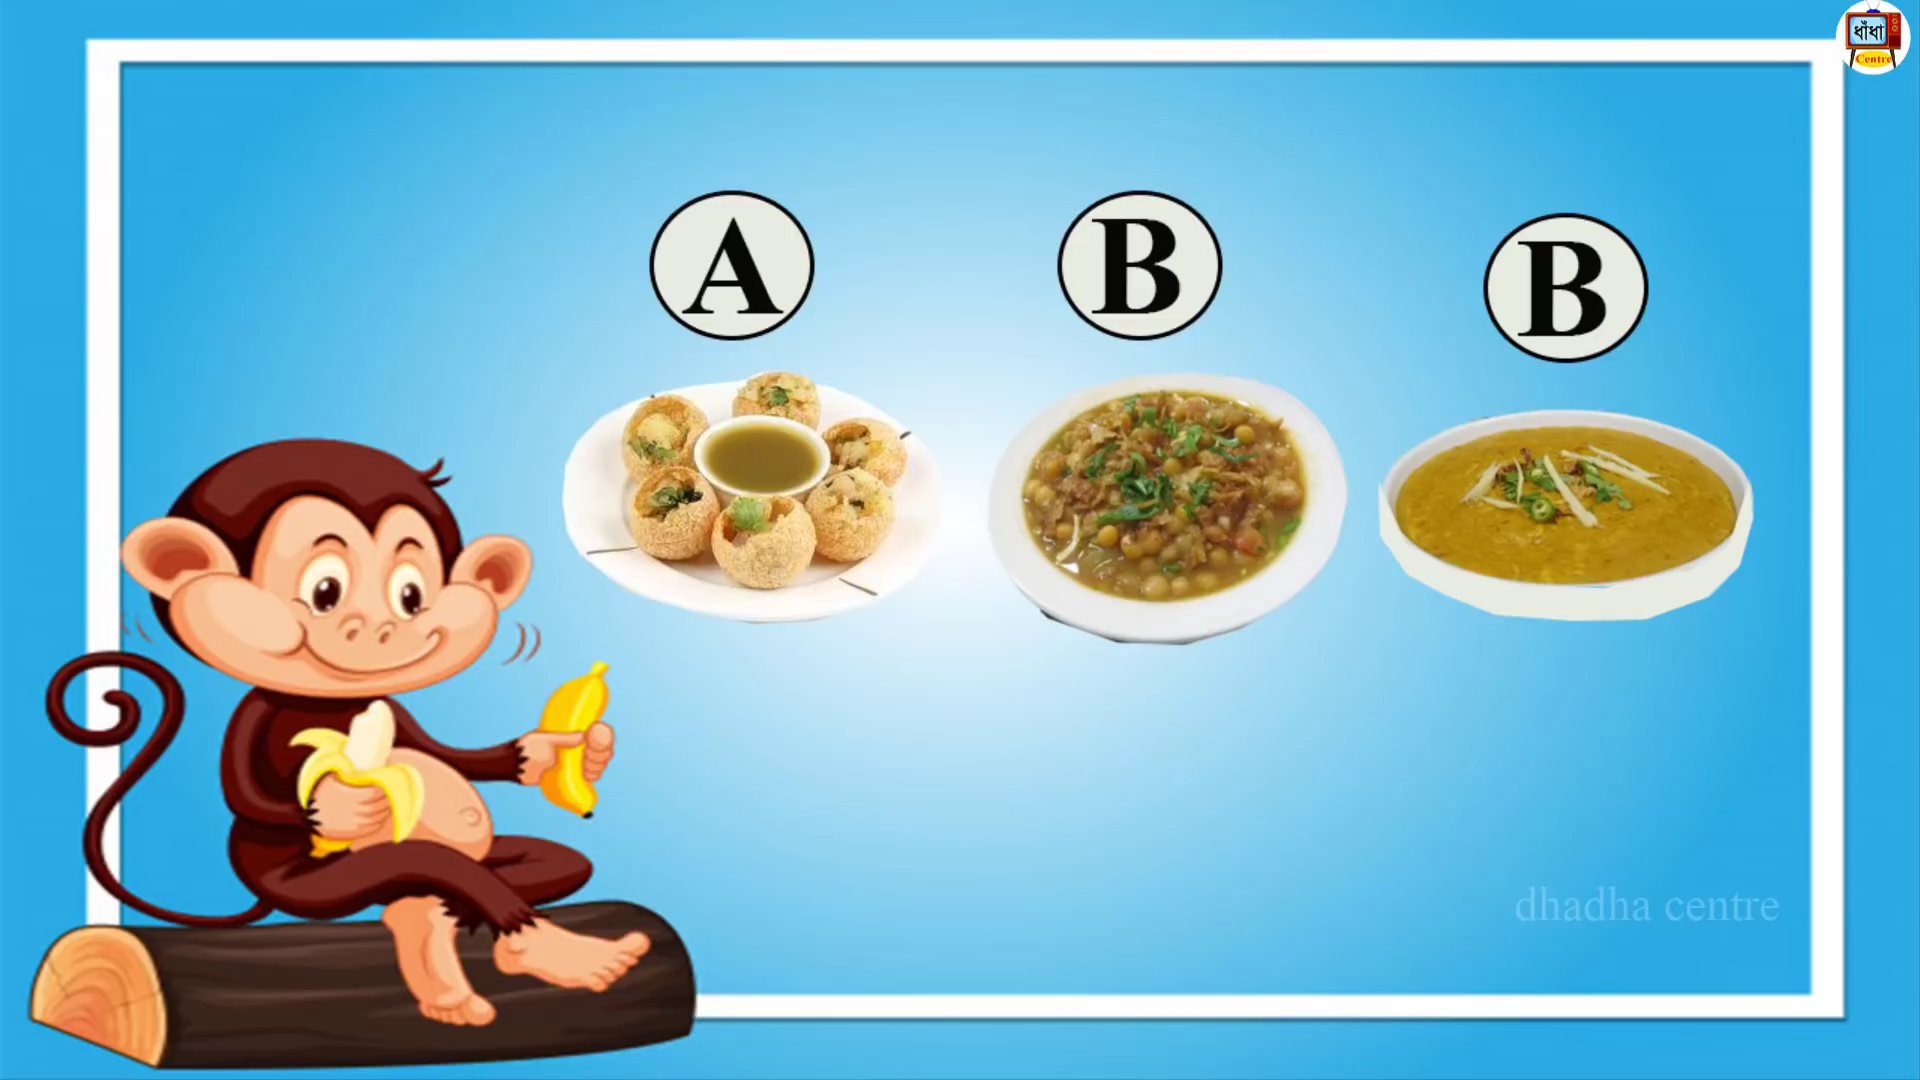 ধাঁধা
Centre
A
B
B
dhadha centre